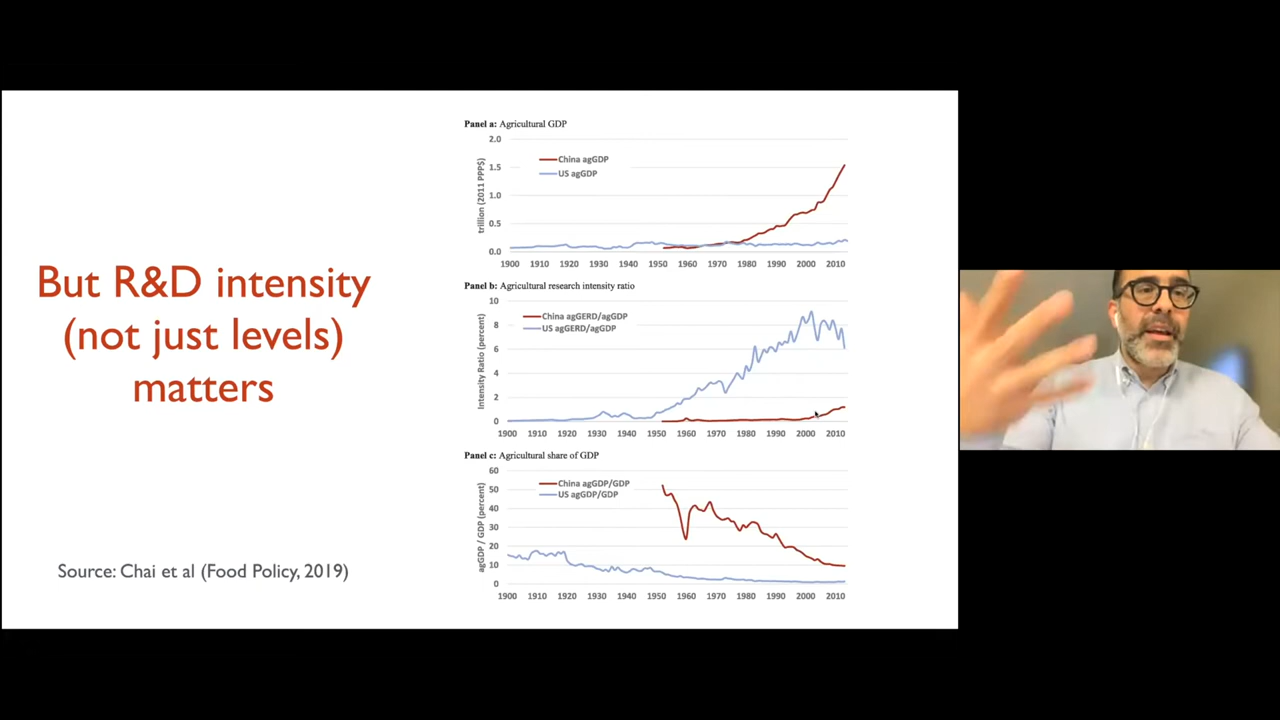 But R&D intensity
(not just levels)
matters
Source: Chai et al (Food Policy, 2019)
Panel a: Agricultural GDP
trillion (2011 PPP$)
2.0
1.5
1.0
0.5
0.0
China agGDP
US agGDP
1900 1910 1920 1930 1940 1950 1960 1970 1980 1990 2000 2010
Panel b: Agricultural research intensity ratio
Intensity Ratio (percent)
10
8
6
4
2
0
China agGERD/agGDP
US agGERD/agGDP
1900 1910 1920 1930 1940 1950 1960 1970 1980 1990 2000 2010
Panel c: Agricultural share of GDP
agGDP / GDP (percent)
60
50
40
30
20
10
0
China agGDP/GDP
US agGDP/GDP
1900 1910 1920 1930 1940 1950 1960 1970 1980 1990 2000 2010